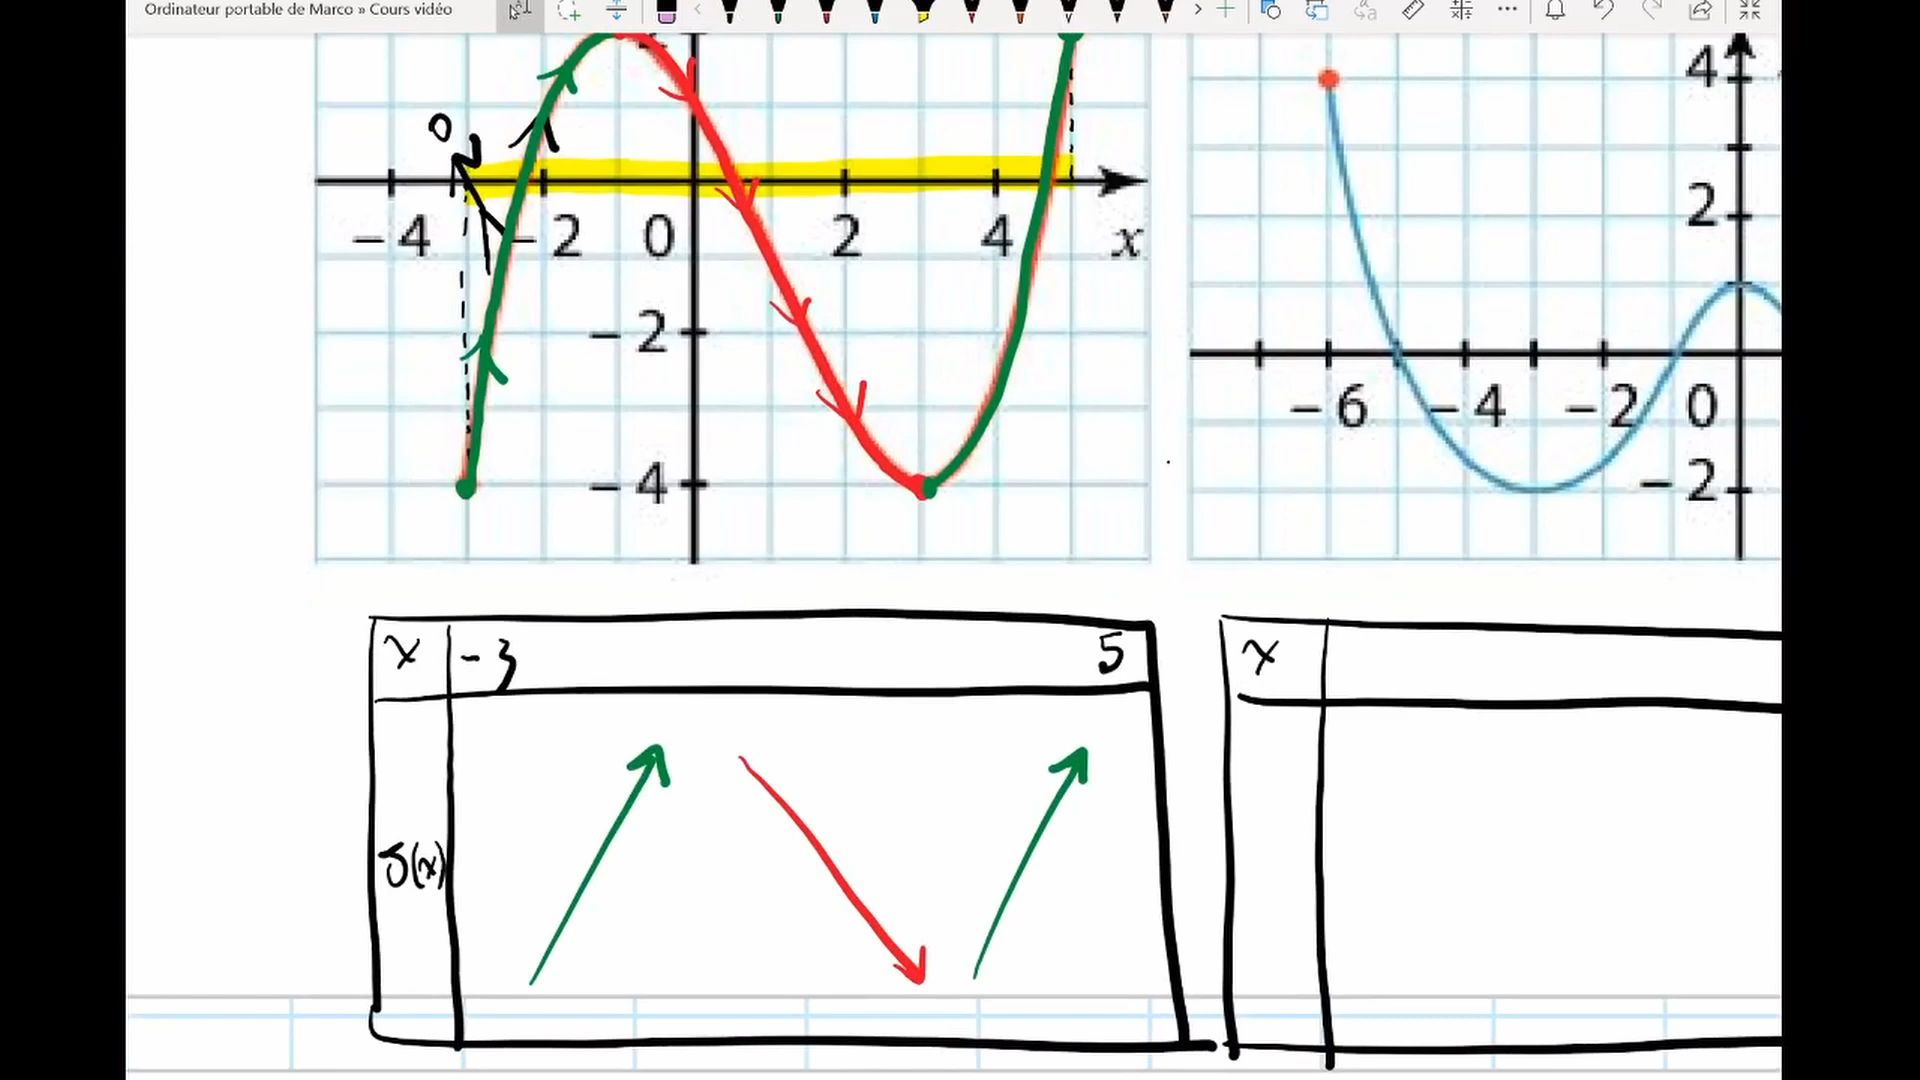 Ordinateur portable de Marco » Cours vidéo
-4 -2 0 2 4 x
-2
-4
4
2
-6 -4 -2 0
-2
x -3 5
f(x)
x